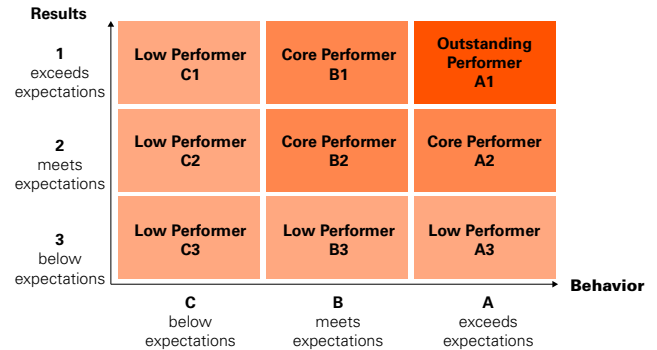 Results
1
exceeds
expectations
Low Performer
C1
Core Performer
B1
Outstanding
Performer
A1
2
meets
expectations
Low Performer
C2
Core Performer
B2
Core Performer
A2
3
below
expectations
Low Performer
C3
Low Performer
B3
Low Performer
A3
Behavior
C
below
expectations
B
meets
expectations
A
exceeds
expectations